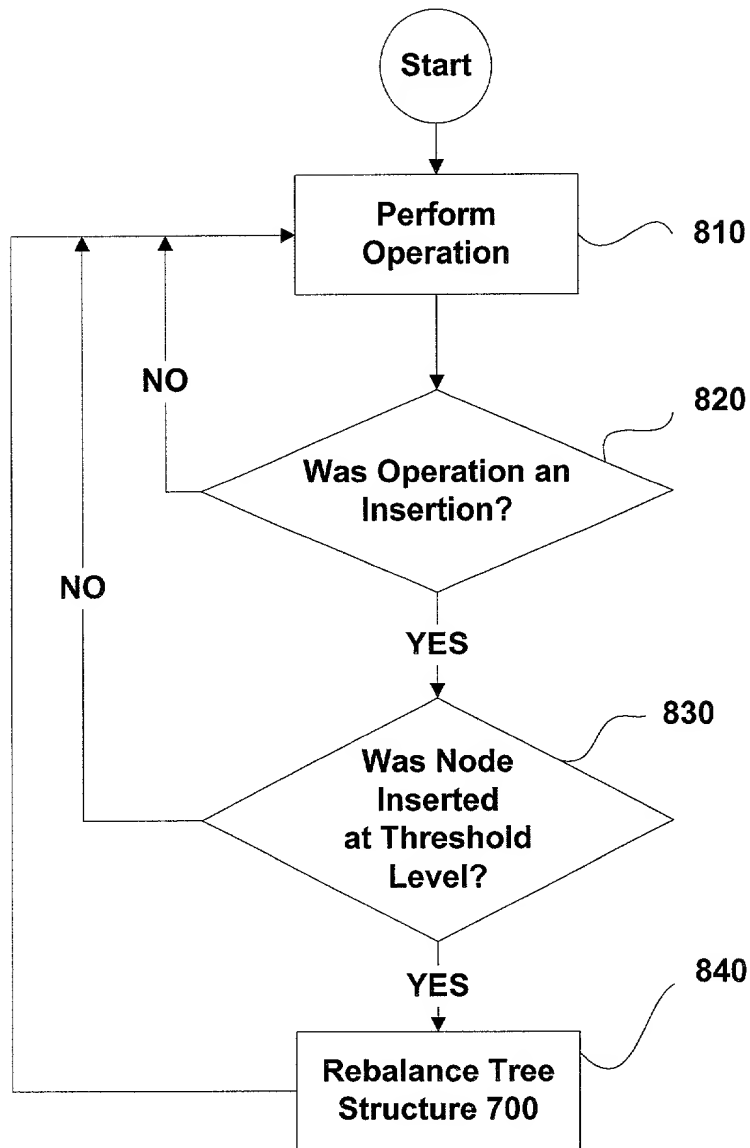 Start
Perform
Operation
810
NO
820
Was Operation an
Insertion?
NO
YES
830
Was Node
Inserted
at Threshold
Level?
YES
840
Rebalance Tree
Structure 700